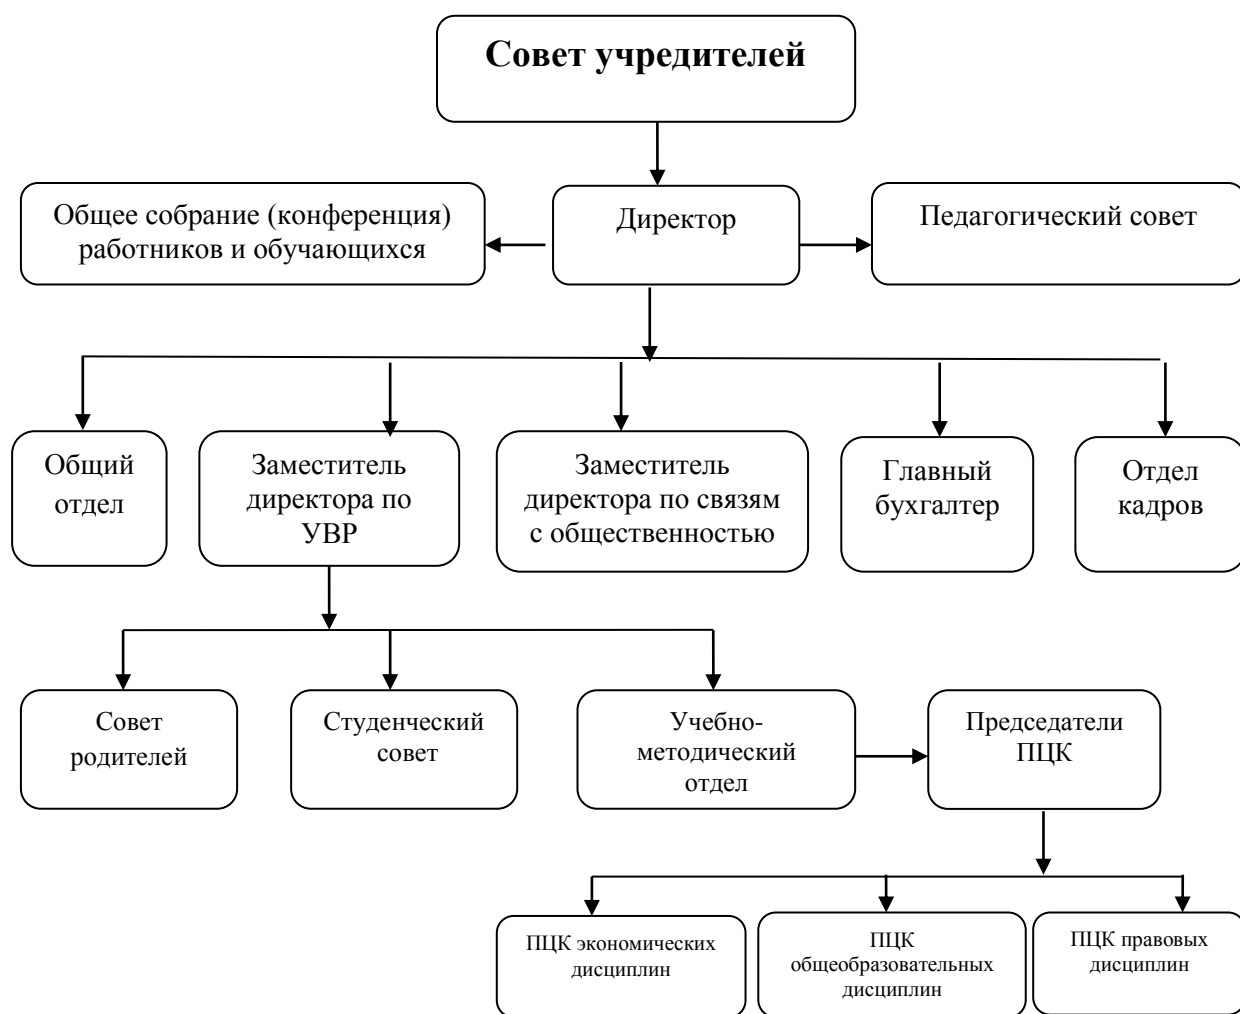 Совет учредителей
Общее собрание (конференция)
работников и обучающихся
Директор
Педагогический совет
Общий
отдел
Заместитель
директора по
УВР
Заместитель
директора по связям
с общественностью
Главный
бухгалтер
Отдел
кадров
Совет
родителей
Студенческий
совет
Учебно-
методический
отдел
Председатели
ПЦК
ПЦК экономических
дисциплин
ПЦК
общеобразовательных
дисциплин
ПЦК правовых
дисциплин